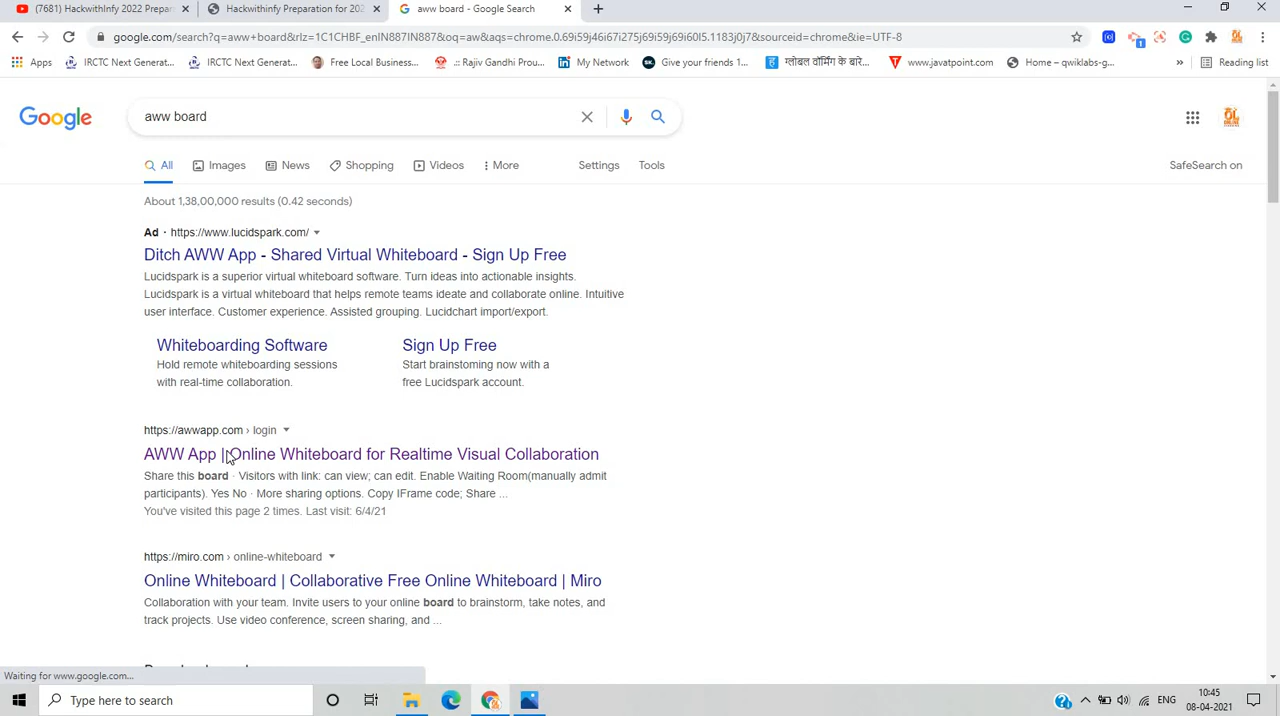 (7681) HackwithInfy 2022 Prepar
Hackwithinfy Preparation for 202
aww board - Google Search
google.com/search?q=aww+board&rlz=1C1CHBF_enIN887IN887&oq=aw&aqs=chrome.0.69i59j46i67i275j69i59j69i60l5.1183j0j7&sourceid=chrome&ie=UTF-8
1
Apps
IRCTC Next Generat...
IRCTC Next Generat...
Free Local Business...
.:: Rajiv Gandhi Prou...
My Network
Give your friends 1...
ग्लोबल वॉर्मिंग के बारे...
www.javatpoint.com
Home – qwiklabs-g...
»
Reading list
Google
aww board
All
Images
News
Shopping
Videos
More
Settings
Tools
SafeSearch on
About 1,38,00,000 results (0.42 seconds)
Ad · https://www.lucidspark.com/
Ditch AWW App - Shared Virtual Whiteboard - Sign Up Free
Lucidspark is a superior virtual whiteboard software. Turn ideas into actionable insights.
Lucidspark is a virtual whiteboard that helps remote teams ideate and collaborate online. Intuitive
user interface. Customer experience. Assisted grouping. Lucidchart import/export.
Whiteboarding Software
Hold remote whiteboarding sessions
with real-time collaboration.
Sign Up Free
Start brainstoming now with a
free Lucidspark account.
https://awwapp.com › login
AWW App | Online Whiteboard for Realtime Visual Collaboration
Share this board · Visitors with link: can view; can edit. Enable Waiting Room(manually admit
participants). Yes No · More sharing options. Copy IFrame code; Share ...
You've visited this page 2 times. Last visit: 6/4/21
https://miro.com › online-whiteboard
Online Whiteboard | Collaborative Free Online Whiteboard | Miro
Collaboration with your team. Invite users to your online board to brainstorm, take notes, and
track projects. Use video conference, screen sharing, and ...
Waiting for www.google.com...
Type here to search
ENG
10:45
08-04-2021